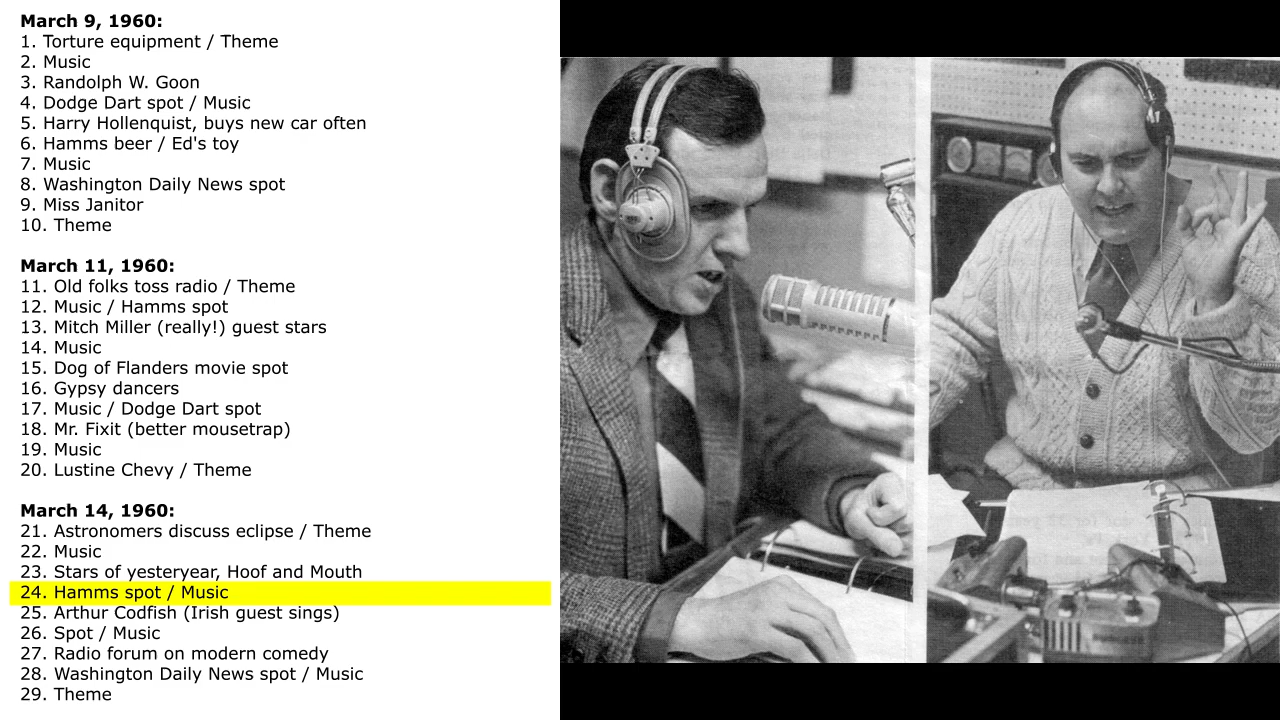 March 9, 1960:
1. Torture equipment / Theme
2. Music
3. Randolph W. Goon
4. Dodge Dart spot / Music
5. Harry Hollenquist, buys new car often
6. Hamms beer / Ed's toy
7. Music
8. Washington Daily News spot
9. Miss Janitor
10. Theme
March 11, 1960:
11. Old folks toss radio / Theme
12. Music / Hamms spot
13. Mitch Miller (really!) guest stars
14. Music
15. Dog of Flanders movie spot
16. Gypsy dancers
17. Music / Dodge Dart spot
18. Mr. Fixit (better mousetrap)
19. Music
20. Lustine Chevy / Theme
March 14, 1960:
21. Astronomers discuss eclipse / Theme
22. Music
23. Stars of yesteryear, Hoof and Mouth
24. Hamms spot / Music
25. Arthur Codfish (Irish guest sings)
26. Spot / Music
27. Radio forum on modern comedy
28. Washington Daily News spot / Music
29. Theme